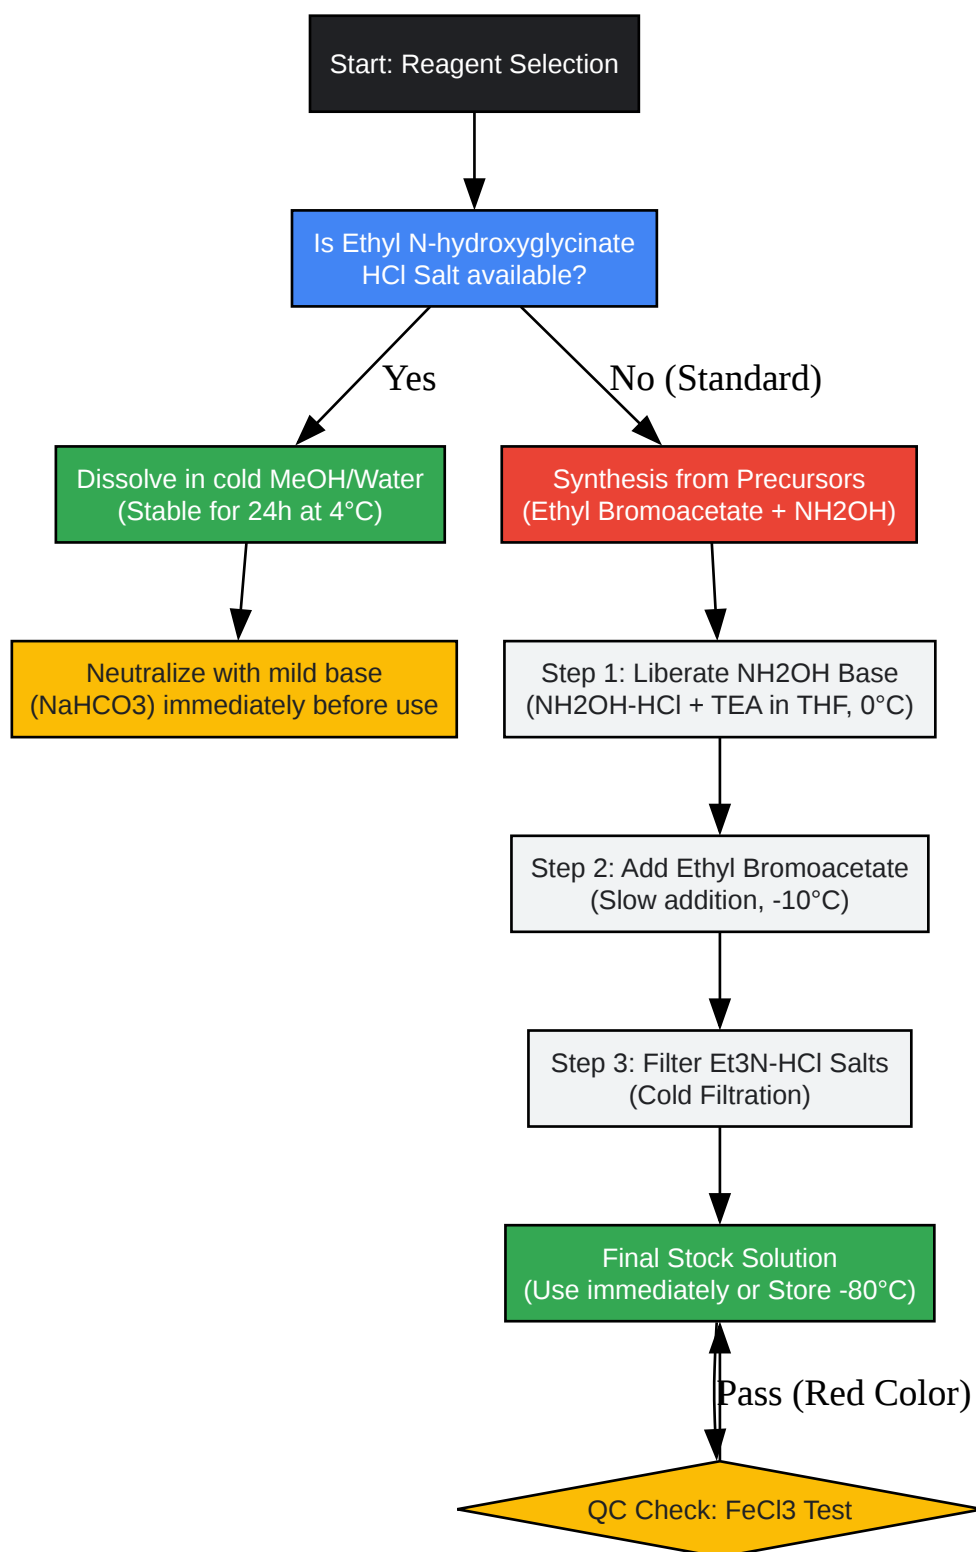 Start: Reagent Selection
Is Ethyl N-hydroxyglycinate
HCl Salt available?
Yes
No (Standard)
Dissolve in cold MeOH/Water
(Stable for 24h at 4°C)
Synthesis from Precursors
(Ethyl Bromoacetate + NH2OH)
Neutralize with mild base
(NaHCO3) immediately before use
Step 1: Liberate NH2OH Base
(NH2OH-HCl + TEA in THF, 0°C)
Step 2: Add Ethyl Bromoacetate
(Slow addition, -10°C)
Step 3: Filter Et3N-HCl Salts
(Cold Filtration)
Final Stock Solution
(Use immediately or Store -80°C)
Pass (Red Color)
QC Check: FeCl3 Test